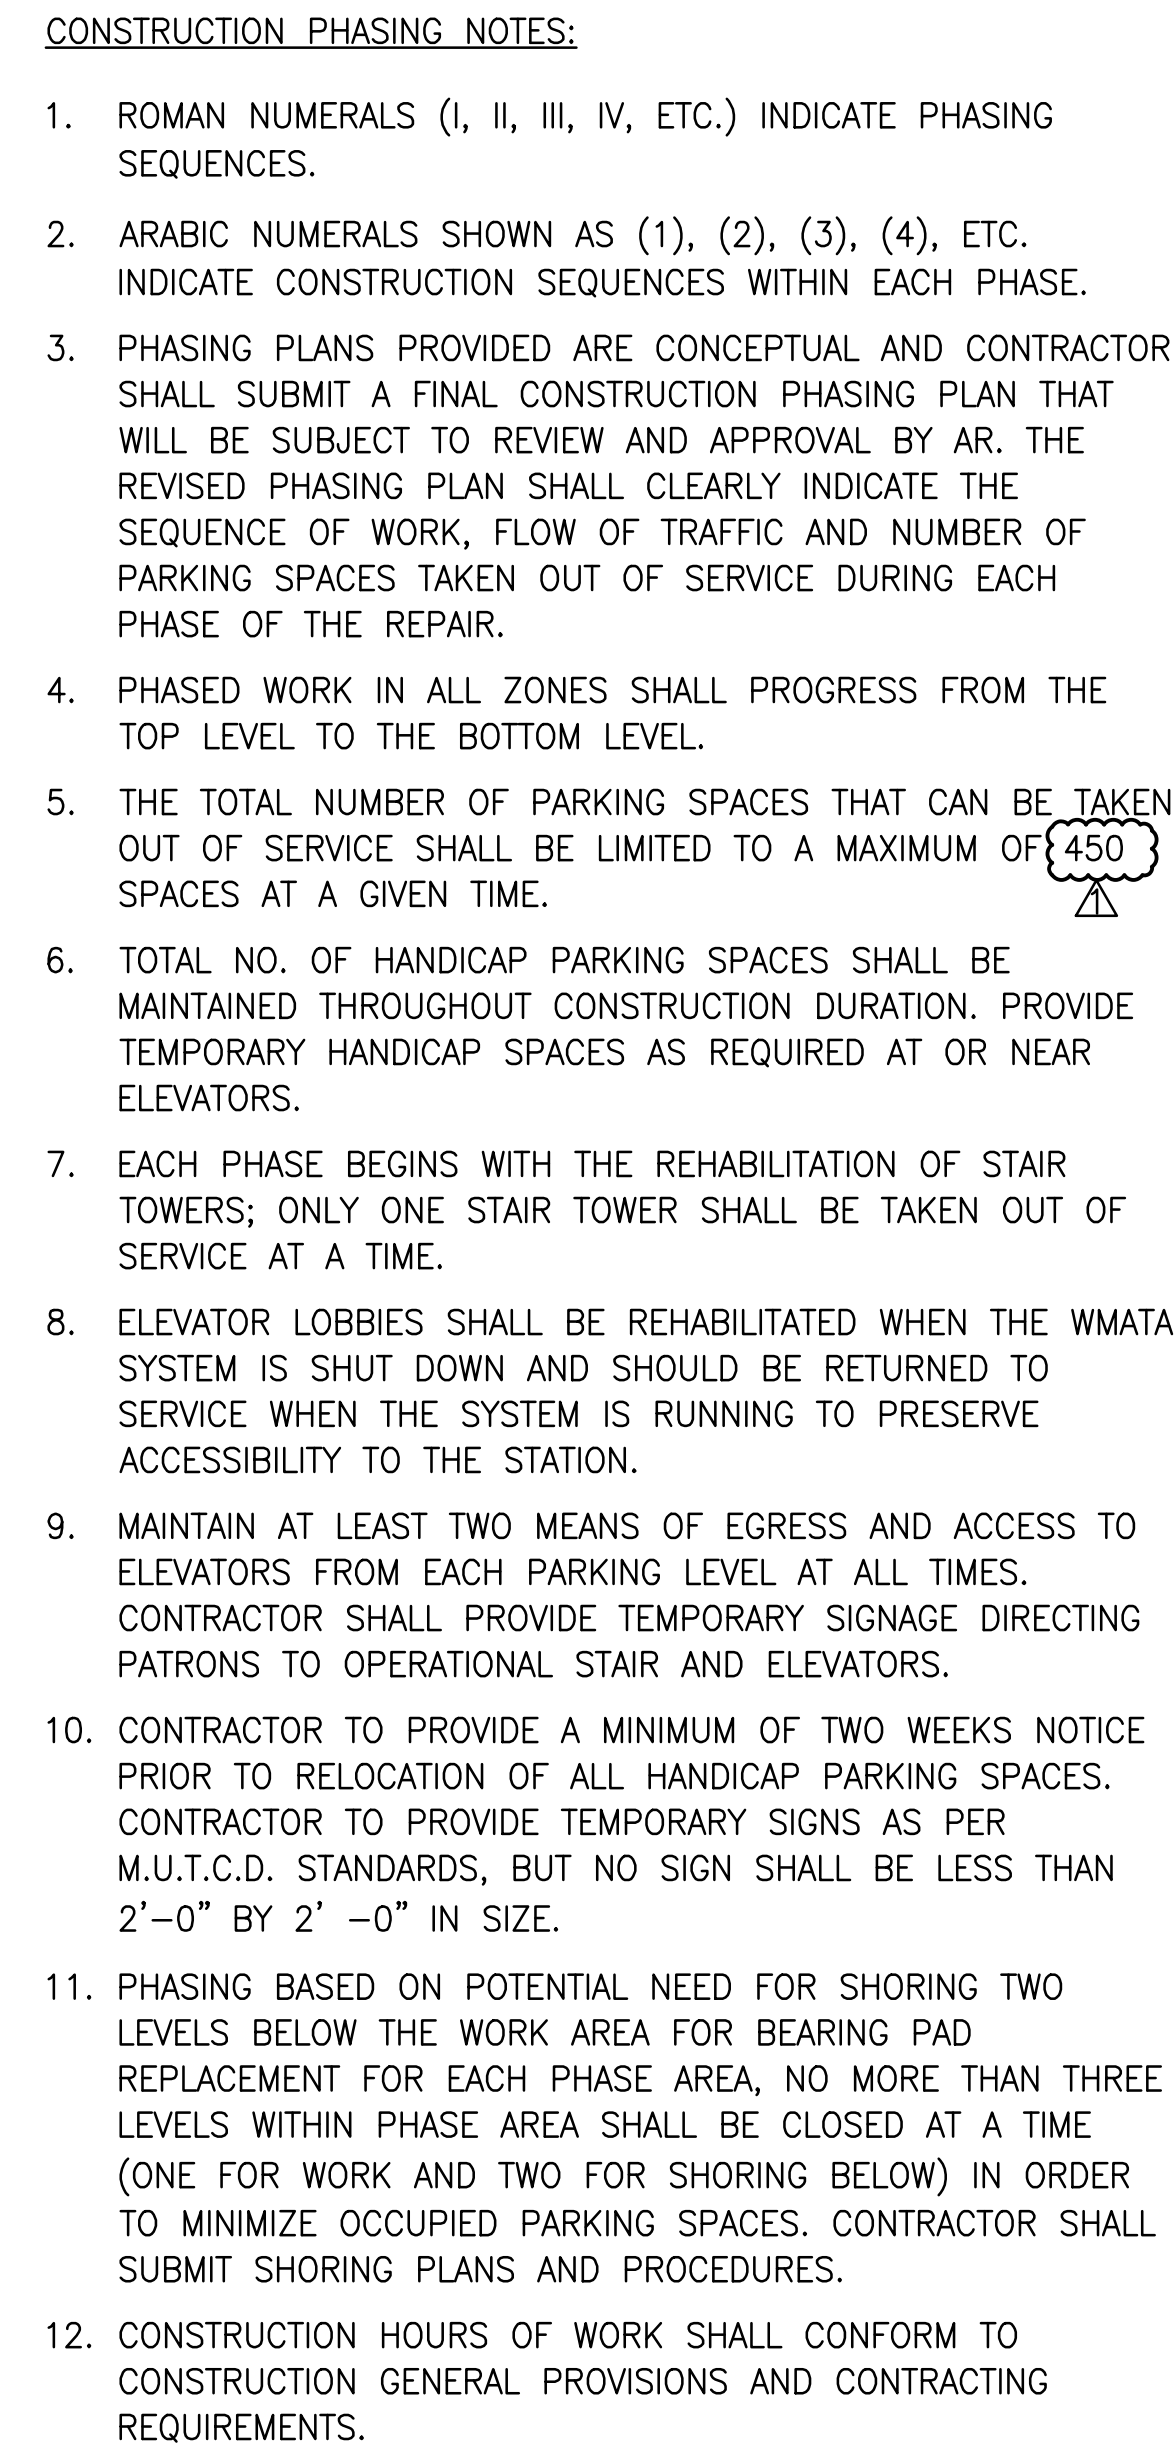 CONSTRUCTION PHASING NOTES:
1. ROMAN NUMERALS (I, II, III, IV, ETC.) INDICATE PHASING
SEQUENCES.
2. ARABIC NUMERALS SHOWN AS (1), (2), (3), (4), ETC.
INDICATE CONSTRUCTION SEQUENCES WITHIN EACH PHASE.
3. PHASING PLANS PROVIDED ARE CONCEPTUAL AND CONTRACTOR
SHALL SUBMIT A FINAL CONSTRUCTION PHASING PLAN THAT
WILL BE SUBJECT TO REVIEW AND APPROVAL BY AR. THE
REVISED PHASING PLAN SHALL CLEARLY INDICATE THE
SEQUENCE OF WORK, FLOW OF TRAFFIC AND NUMBER OF
PARKING SPACES TAKEN OUT OF SERVICE DURING EACH
PHASE OF THE REPAIR.
4. PHASED WORK IN ALL ZONES SHALL PROGRESS FROM THE
TOP LEVEL TO THE BOTTOM LEVEL.
5. THE TOTAL NUMBER OF PARKING SPACES THAT CAN BE TAKEN
OUT OF SERVICE SHALL BE LIMITED TO A MAXIMUM OF 450
SPACES AT A GIVEN TIME.
1
6. TOTAL NO. OF HANDICAP PARKING SPACES SHALL BE
MAINTAINED THROUGHOUT CONSTRUCTION DURATION. PROVIDE
TEMPORARY HANDICAP SPACES AS REQUIRED AT OR NEAR
ELEVATORS.
7. EACH PHASE BEGINS WITH THE REHABILITATION OF STAIR
TOWERS; ONLY ONE STAIR TOWER SHALL BE TAKEN OUT OF
SERVICE AT A TIME.
8. ELEVATOR LOBBIES SHALL BE REHABILITATED WHEN THE WMATA
SYSTEM IS SHUT DOWN AND SHOULD BE RETURNED TO
SERVICE WHEN THE SYSTEM IS RUNNING TO PRESERVE
ACCESSIBILITY TO THE STATION.
9. MAINTAIN AT LEAST TWO MEANS OF EGRESS AND ACCESS TO
ELEVATORS FROM EACH PARKING LEVEL AT ALL TIMES.
CONTRACTOR SHALL PROVIDE TEMPORARY SIGNAGE DIRECTING
PATRONS TO OPERATIONAL STAIR AND ELEVATORS.
10. CONTRACTOR TO PROVIDE A MINIMUM OF TWO WEEKS NOTICE
PRIOR TO RELOCATION OF ALL HANDICAP PARKING SPACES.
CONTRACTOR TO PROVIDE TEMPORARY SIGNS AS PER
M.U.T.C.D. STANDARDS, BUT NO SIGN SHALL BE LESS THAN
2'-0" BY 2' -0" IN SIZE.
11. PHASING BASED ON POTENTIAL NEED FOR SHORING TWO
LEVELS BELOW THE WORK AREA FOR BEARING PAD
REPLACEMENT FOR EACH PHASE AREA, NO MORE THAN THREE
LEVELS WITHIN PHASE AREA SHALL BE CLOSED AT A TIME
(ONE FOR WORK AND TWO FOR SHORING BELOW) IN ORDER
TO MINIMIZE OCCUPIED PARKING SPACES. CONTRACTOR SHALL
SUBMIT SHORING PLANS AND PROCEDURES.
12. CONSTRUCTION HOURS OF WORK SHALL CONFORM TO
CONSTRUCTION GENERAL PROVISIONS AND CONTRACTING
REQUIREMENTS.